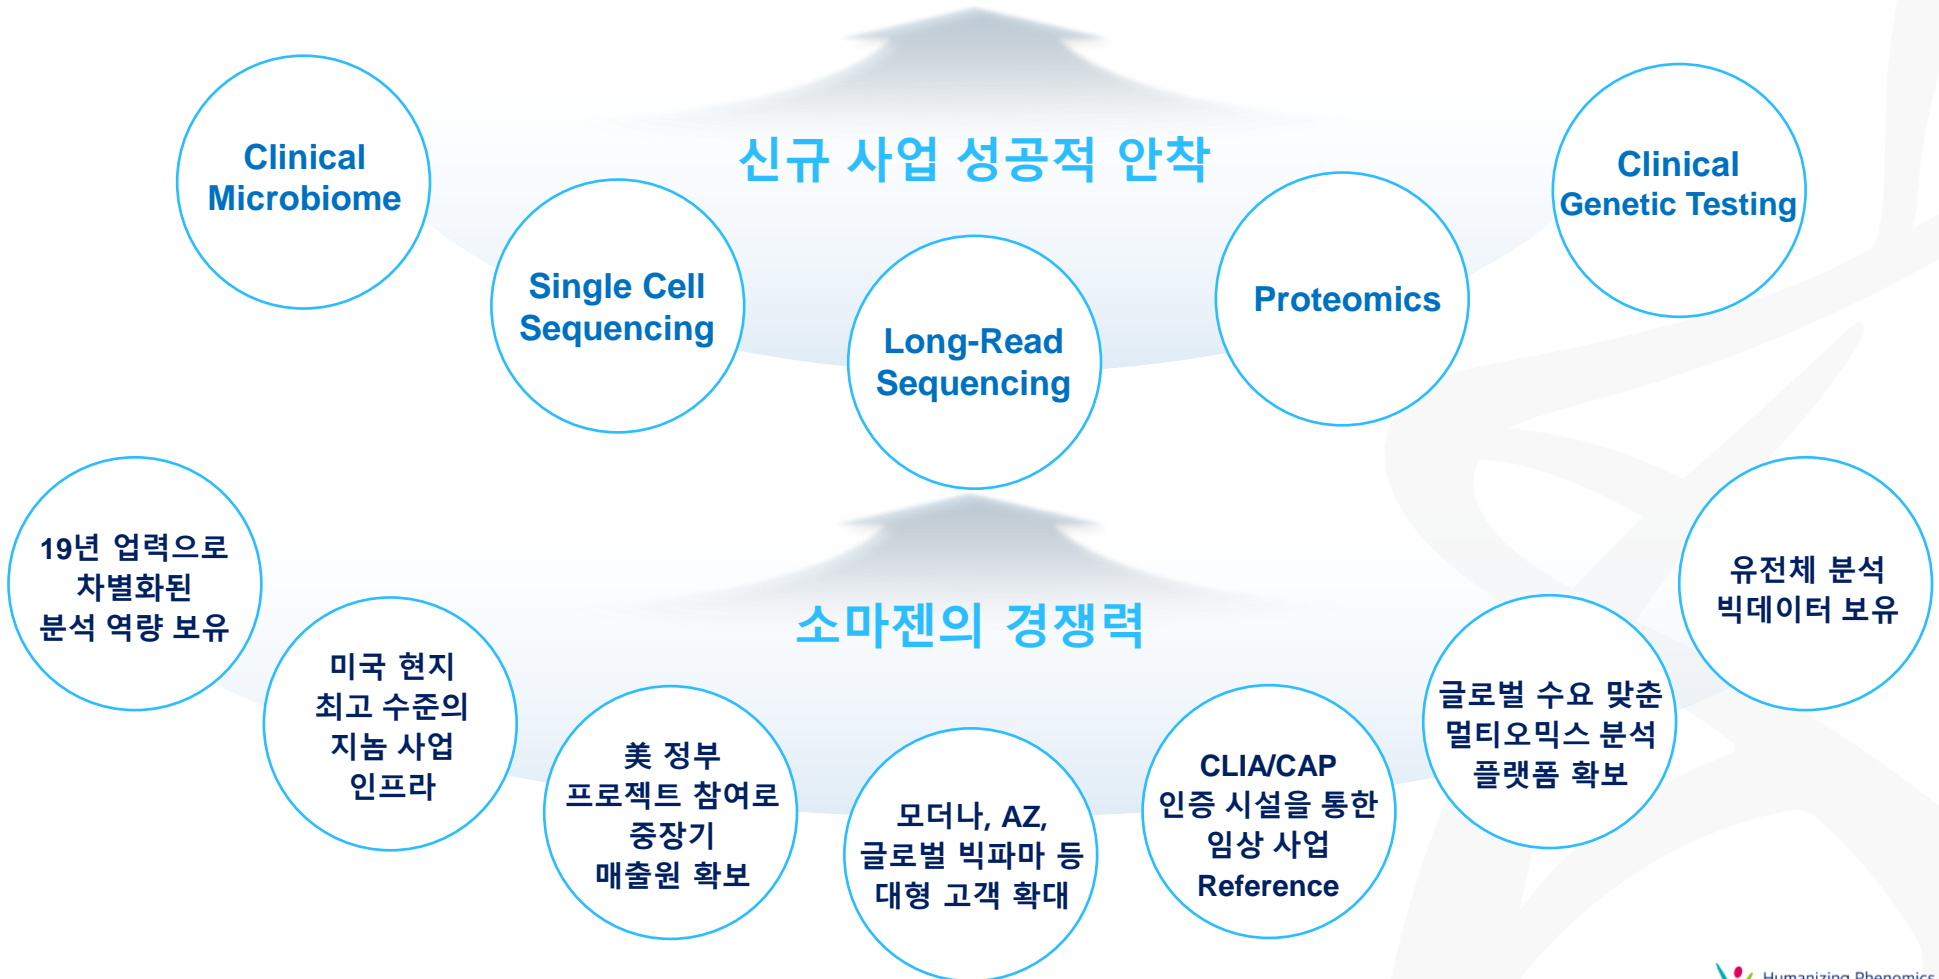 신규 사업 성공적 안착
Clinical
Microbiome
Single Cell
Sequencing
Long-Read
Sequencing
Proteomics
Clinical
Genetic Testing
소마젠의 경쟁력
19년 업력으로
차별화된
분석 역량 보유
미국 현지
최고 수준의
지놈 사업
인프라
美 정부
프로젝트 참여로
중장기
매출원 확보
모더나, AZ,
글로벌 빅파마 등
대형 고객 확대
CLIA/CAP
인증 시설을 통한
임상 사업
Reference
글로벌 수요 맞춘
멀티오믹스 분석
플랫폼 확보
유전체 분석
빅데이터 보유
Humanizing Phenomics